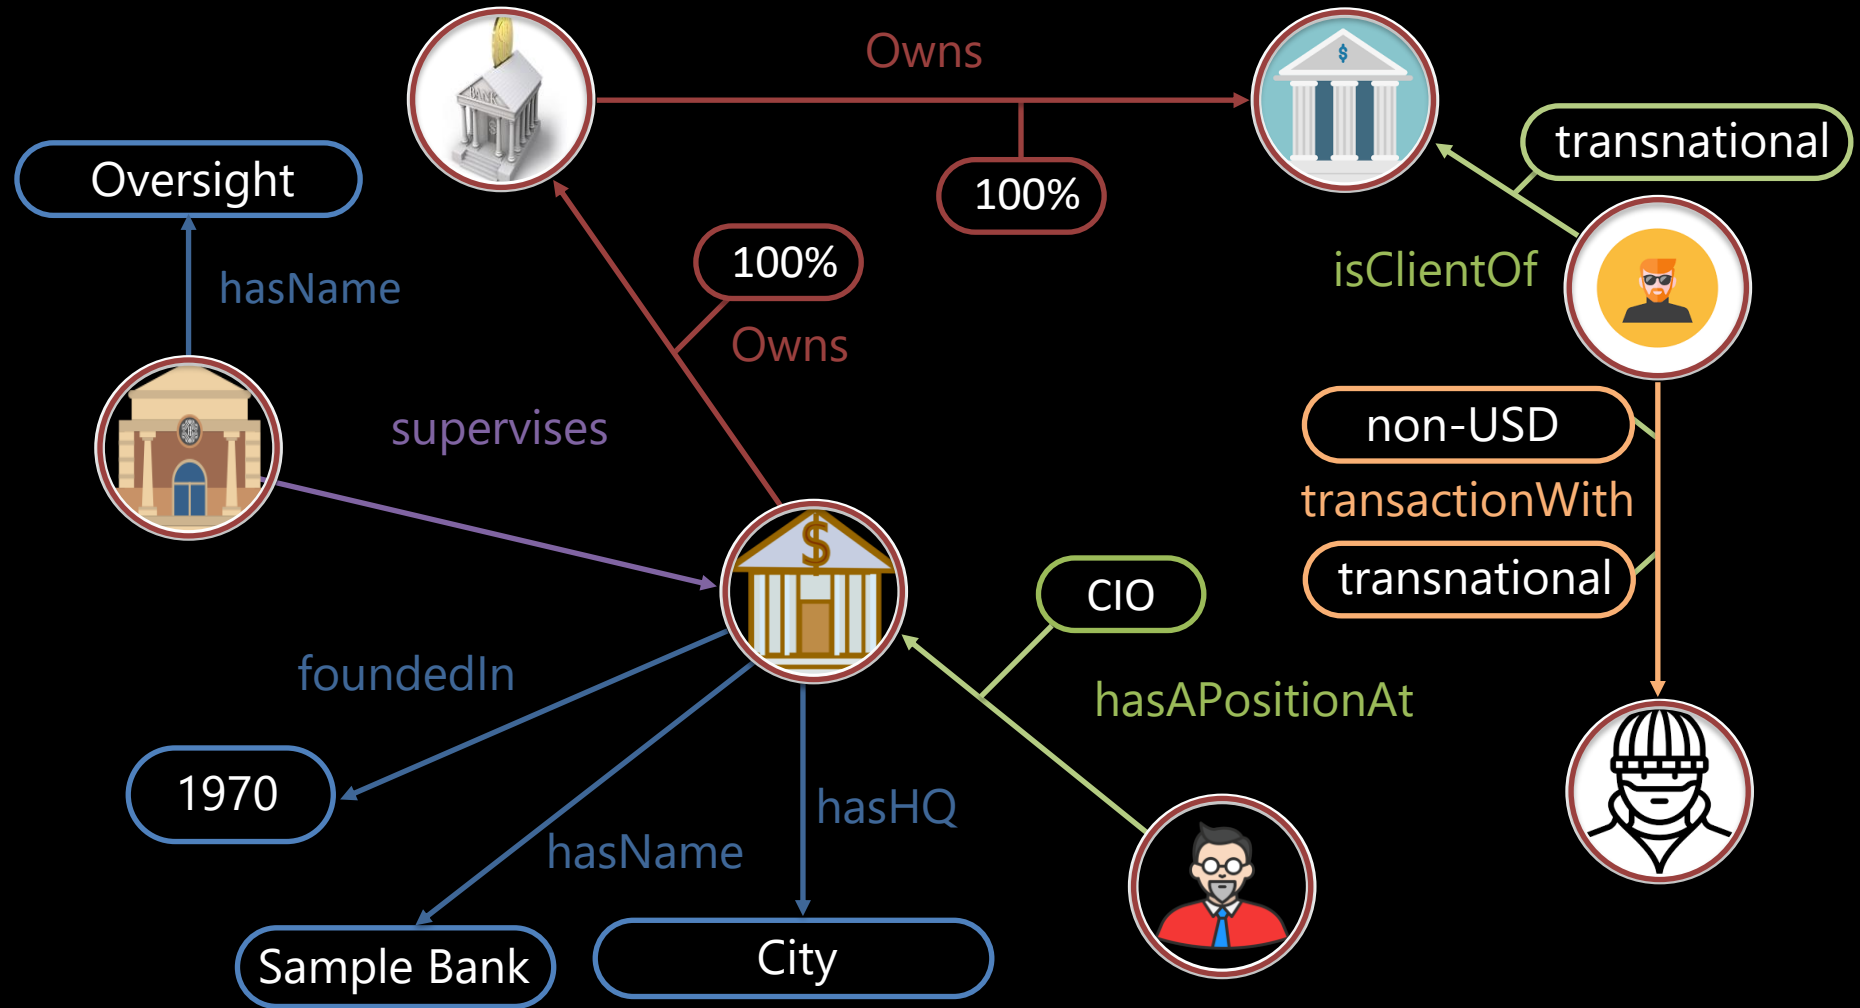 Owns
transnational
Oversight
BANK
$
100%
100%
isClientOf
hasName
Owns
non-USD
supervises
transactionWith
$
transnational
CIO
foundedIn
hasAPositionAt
1970
hasHQ
hasName
Sample Bank
City